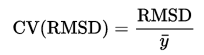 CV(RMSD) = RMSD / ȳ